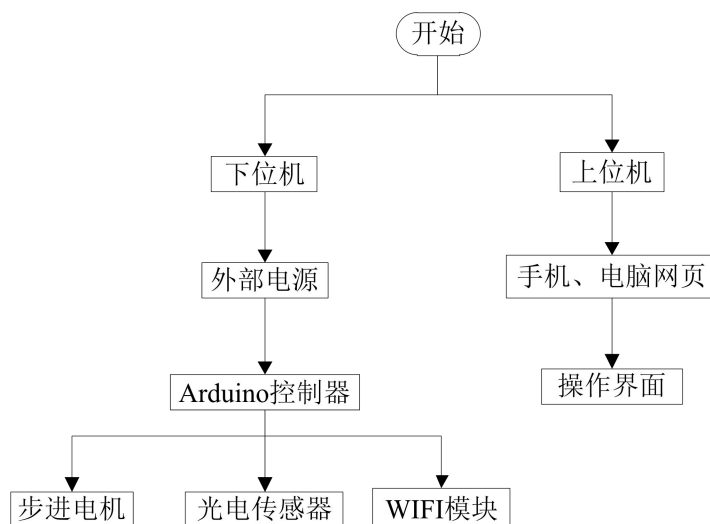 开始
下位机
上位机
外部电源
手机、电脑网页
Arduino控制器
操作界面
步进电机
光电传感器
WIFI模块